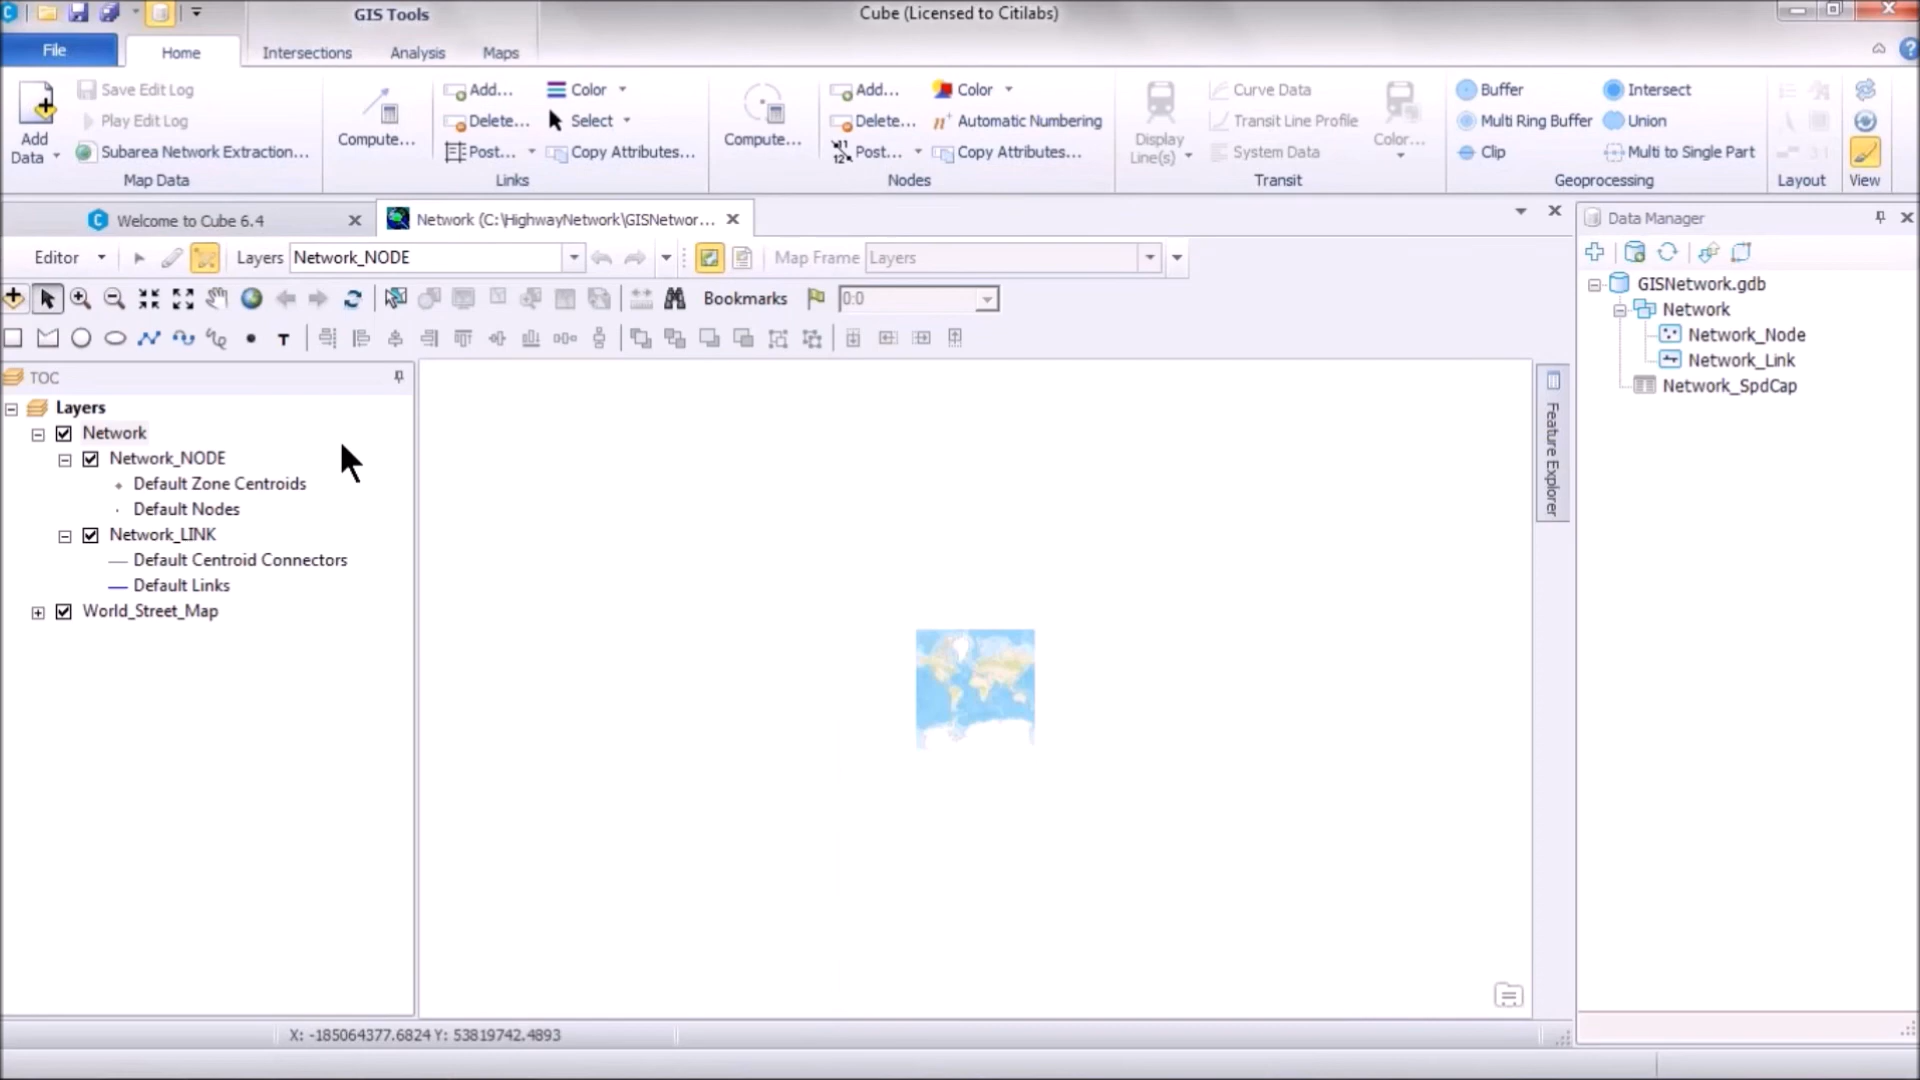 GIS Tools
Cube (Licensed to Citilabs)
File
Home
Intersections
Analysis
Maps
Add Data
Save Edit Log
Play Edit Log
Subarea Network Extraction...
Map Data
Compute...
Add...
Delete...
Post...
Color
Select
Copy Attributes...
Links
Compute...
Add...
Delete...
Post...
Color
Automatic Numbering
Copy Attributes...
Nodes
Display Line(s)
Curve Data
Transit Line Profile
System Data
Color...
Transit
Buffer
Multi Ring Buffer
Clip
Intersect
Union
Multi to Single Part
Geoprocessing
Layout
View
Welcome to Cube 6.4
Network (C:\HighwayNetwork\GISNetwor...
Editor
Layers
Network_NODE
Map Frame
Layers
Bookmarks
0:0
T
TOC
Layers
Network
Network_NODE
Default Zone Centroids
Default Nodes
Network_LINK
Default Centroid Connectors
Default Links
World_Street_Map
Feature Explorer
Data Manager
GISNetwork.gdb
Network
Network_Node
Network_Link
Network_SpdCap
X: -185064377.6824 Y: 53819742.4893